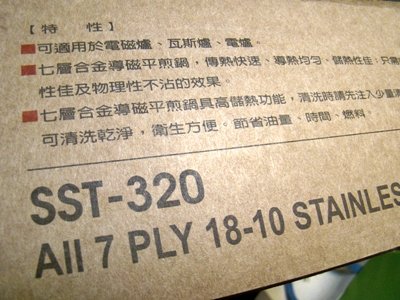 【特 性】
■可適用於電磁爐、瓦斯爐、電爐。
■七層合金導磁平煎鍋，傳熱快速、導熱均勻、儲熱性佳；只需
性佳及物理性不沾的效果。
■七層合金導磁平煎鍋具高儲熱功能，清洗時請先注入少量
可清洗乾淨，衛生方便。節省油量、時間、燃料。
SST-320
All 7 PLY 18-10 STAINLES